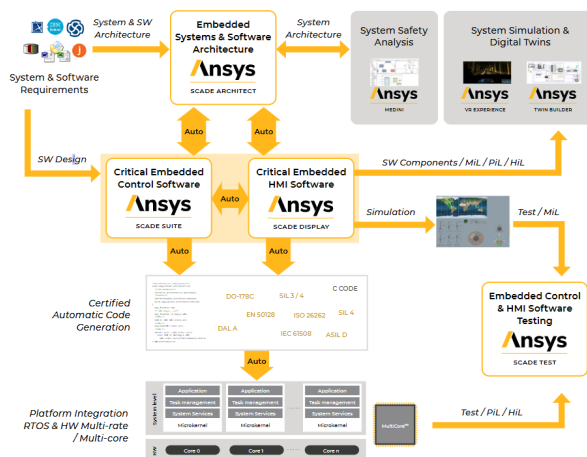 System & SW
Architecture
Embedded
Systems & Software
Architecture
Ansys
SCADE ARCHITECT
System
Architecture
System Safety
Analysis
Ansys
MEDINI
System Simulation &
Digital Twins
Ansys
VR EXPERIENCE
Ansys
TWIN BUILDER
System & Software
Requirements
Auto
Auto
SW Design
Critical Embedded
Control Software
Ansys
SCADE SUITE
Auto
Critical Embedded
HMI Software
Ansys
SCADE DISPLAY
SW Components / MiL / PiL / HiL
Simulation
Test / MiL
Auto
Auto
Certified
Automatic Code
Generation
DO-178C
SIL 3 / 4
C CODE
EN 50128
ISO 26262
SIL 4
DAL A
IEC 61508
ASIL D
Embedded Control
& HMI Software
Testing
Ansys
SCADE TEST
Auto
Platform Integration
RTOS & HW Multi-rate
/ Multi-core
System level
Application
Task management
System Services
Microkernel
Application
Task management
System Services
Microkernel
Application
Task management
System Services
Microkernel
HW
Core 0
Core 1
Core n
MultiCore™
Test / PiL / HiL